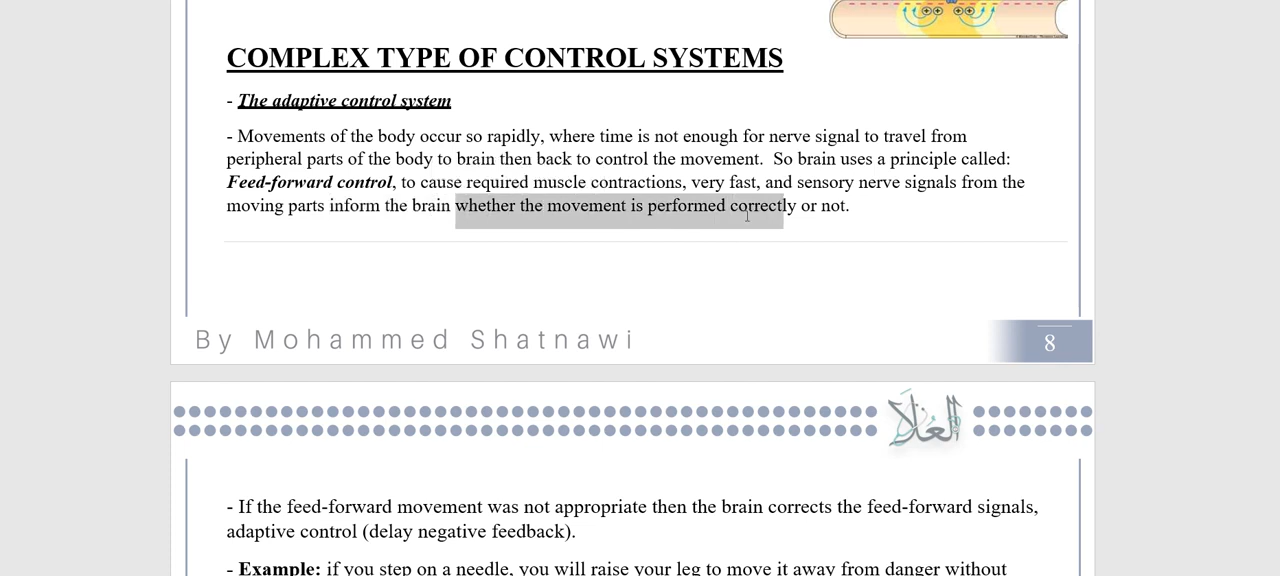 COMPLEX TYPE OF CONTROL SYSTEMS
- The adaptive control system
- Movements of the body occur so rapidly, where time is not enough for nerve signal to travel from
peripheral parts of the body to brain then back to control the movement.  So brain uses a principle called:
Feed-forward control, to cause required muscle contractions, very fast, and sensory nerve signals from the
moving parts inform the brain whether the movement is performed correctly or not.
By Mohammed Shatnawi
8
العلا
- If the feed-forward movement was not appropriate then the brain corrects the feed-forward signals,
adaptive control (delay negative feedback).
- Example: if you step on a needle, you will raise your leg to move it away from danger without